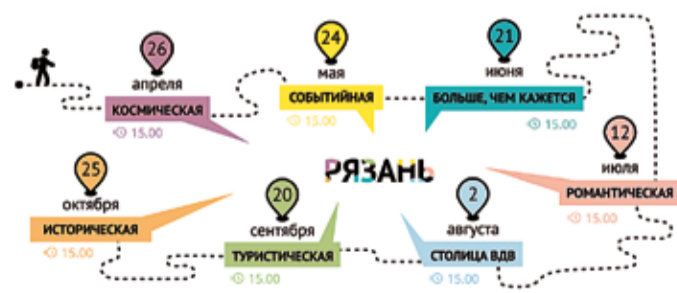 26
апреля
КОСМИЧЕСКАЯ
15.00
24
мая
СОБЫТИЙНАЯ
15.00
21
июня
БОЛЬШЕ, ЧЕМ КАЖЕТСЯ
15.00
12
июля
РОМАНТИЧЕСКАЯ
15.00
РЯЗАНЬ
25
октября
ИСТОРИЧЕСКАЯ
15.00
20
сентября
ТУРИСТИЧЕСКАЯ
15.00
2
августа
СТОЛИЦА ВДВ
15.00